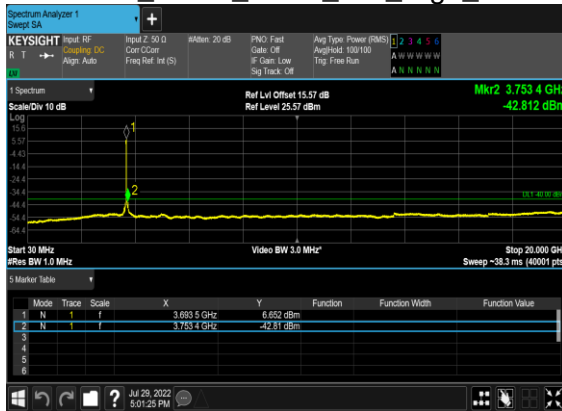 Spectrum Analyzer 1
Swept SA
+
KEYSIGHT Input: RF Input Z: 50 Ω #Atten: 20 dB PNO: Fast Avg Type: Power (RMS) 1 2 3 4 5 6
R T Coupling: DC Corr CCorr Gate: Off Avg|Hold: 100/100 A W W W W W
Align: Auto Freq Ref: Int (S) IF Gain: Low Trig: Free Run
Sig Track: Off A N N N N N
1 Spectrum
Ref Lvl Offset 15.57 dB Mkr2 3.753 4 GHz
Scale/Div 10 dB Ref Level 25.57 dBm -42.812 dBm
Log
15.6
1
5.57
-4.43
-14.4
-24.4
-34.4
2
-44.4
-54.4
-64.4
Start 30 MHz Video BW 3.0 MHz* Stop 20.000 GH
#Res BW 1.0 MHz Sweep ~38.3 ms (40001 pts
5 Marker Table
Mode Trace Scale X Y Function Function Width Function Value
1 N 1 f 3.693 5 GHz 6.652 dBm
2 N 1 f 3.753 4 GHz -42.81 dBm
3
4
5
6
? Jul 29, 2022
5:01:25 PM